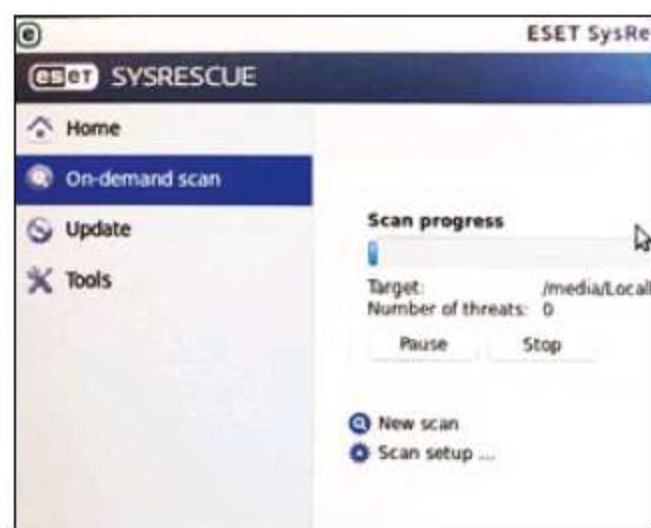 e
ESET SysRe
eseT SYSRESCUE
Home
On-demand scan
Update
Tools
Scan progress
Target: /media/Local
Number of threats: 0
Pause Stop
New scan
Scan setup ...